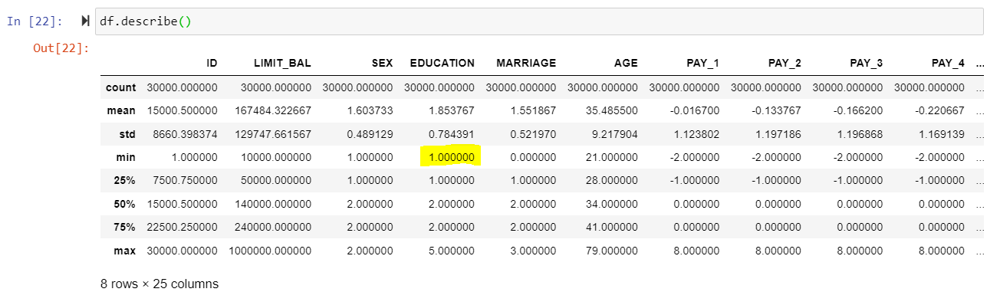 In [22]: df.describe()
Out[22]:
ID LIMIT_BAL SEX EDUCATION MARRIAGE AGE PAY_1 PAY_2 PAY_3 PAY_4 ...
count 30000.000000 30000.000000 30000.000000 30000.000000 30000.000000 30000.000000 30000.000000 30000.000000 30000.000000 30000.000000 ...
mean 15000.500000 167484.322667 1.603733 1.853767 1.551867 35.485500 -0.016700 -0.133767 -0.166200 -0.220667 ...
std 8660.398374 129747.661567 0.489129 0.784391 0.521970 9.217904 1.123802 1.197186 1.196868 1.169139 ...
min 1.000000 10000.000000 1.000000 1.000000 0.000000 21.000000 -2.000000 -2.000000 -2.000000 -2.000000 ...
25% 7500.750000 50000.000000 1.000000 1.000000 1.000000 28.000000 -1.000000 -1.000000 -1.000000 -1.000000 ...
50% 15000.500000 140000.000000 2.000000 2.000000 2.000000 34.000000 0.000000 0.000000 0.000000 0.000000 ...
75% 22500.250000 240000.000000 2.000000 2.000000 2.000000 41.000000 0.000000 0.000000 0.000000 0.000000 ...
max 30000.000000 1000000.000000 2.000000 5.000000 3.000000 79.000000 8.000000 8.000000 8.000000 8.000000 ...
8 rows × 25 columns